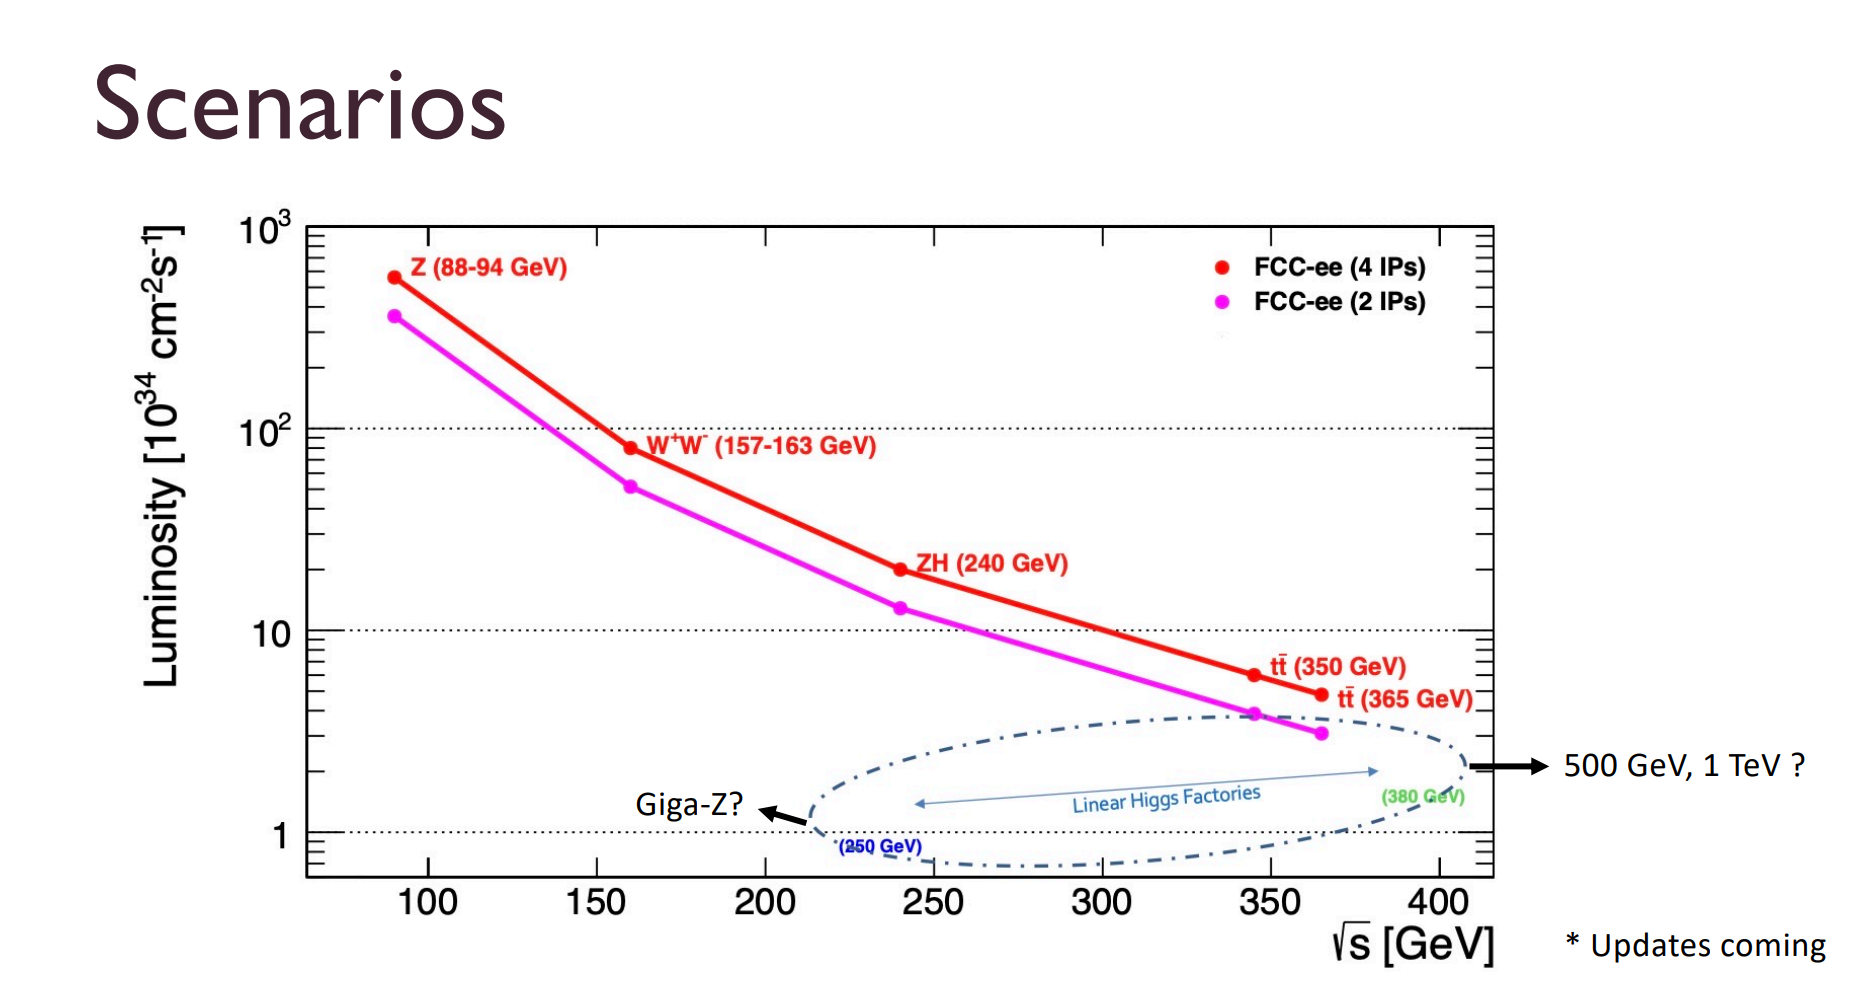 Scenarios
10³
Z (88-94 GeV)
FCC-ee (4 IPs)
FCC-ee (2 IPs)
Luminosity [10³⁴ cm⁻²s⁻¹]
10²
W⁺W⁻ (157-163 GeV)
ZH (240 GeV)
10
tt̄ (350 GeV)
tt̄ (365 GeV)
500 GeV, 1 TeV ?
Linear Higgs Factories
(380 GeV)
Giga-Z?
1
(250 GeV)
100 150 200 250 300 350 400
√s [GeV]
* Updates coming